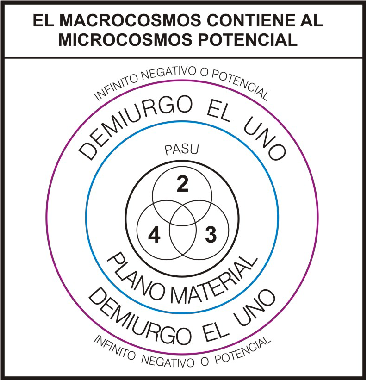 EL MACROCOSMOS CONTIENE AL
MICROCOSMOS POTENCIAL
INFINITO NEGATIVO O POTENCIAL
DEMIURGO EL UNO
PASU
2
4
3
PLANO MATERIAL
DEMIURGO EL UNO
INFINITO NEGATIVO O POTENCIAL